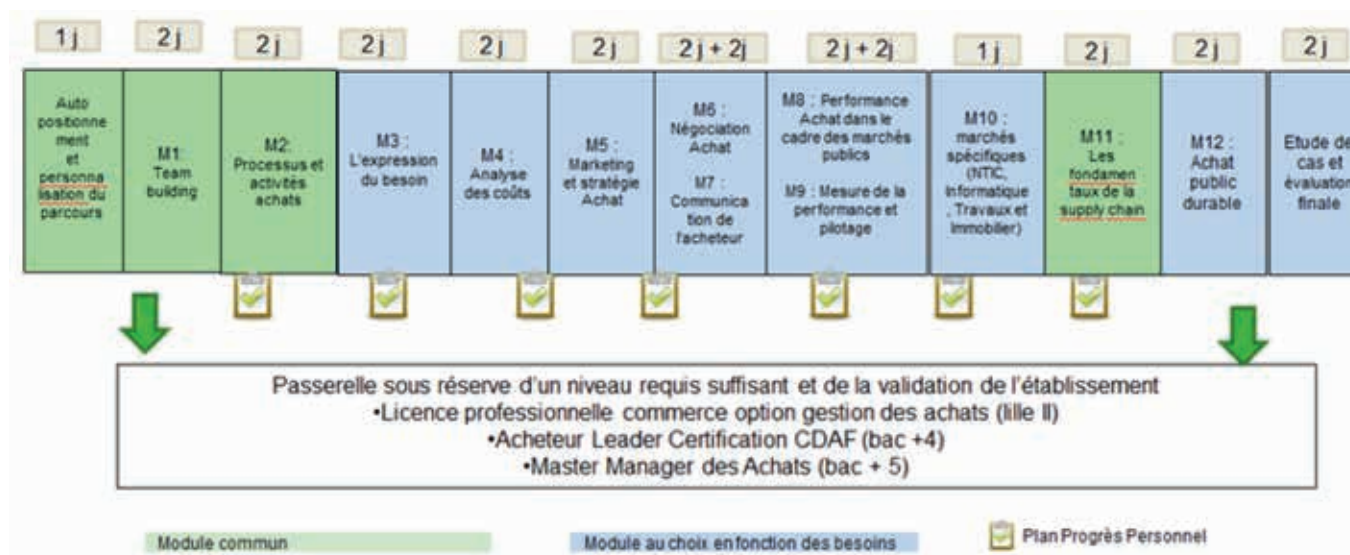 1 j
2 j
2 j
2 j
2 j
2 j
2 j + 2 j
2 j + 2 j
1 j
2 j
2 j
2 j
Auto
positionne
ment
et
personna
lisation du
parcours
M1:
Team
building
M2:
Processus et
activités
achats
M3 :
L'expression
du besoin
M4 :
Analyse
des coûts
M5 :
Marketing
et stratégie
Achat
M6 :
Négociation
Achat
M7 :
Communica
tion de
l'acheteur
M8 : Performance
Achat dans le
cadre des marchés
publics
M9 : Mesure de la
performance et
pilotage
M10 :
marchés
spécifiques
(NTIC,
Informatique
, Travaux et
Immobilier)
M11 :
Les
fondamen
taux de la
supply chain
M12 :
Achat
public
durable
Etude de
cas et
évaluation
finale
Passerelle sous réserve d'un niveau requis suffisant et de la validation de l'établissement
•Licence professionnelle commerce option gestion des achats (lille II)
•Acheteur Leader Certification CDAF (bac +4)
•Master Manager des Achats (bac + 5)
Module commun
Module au choix en fonction des besoins
Plan Progrès Personnel